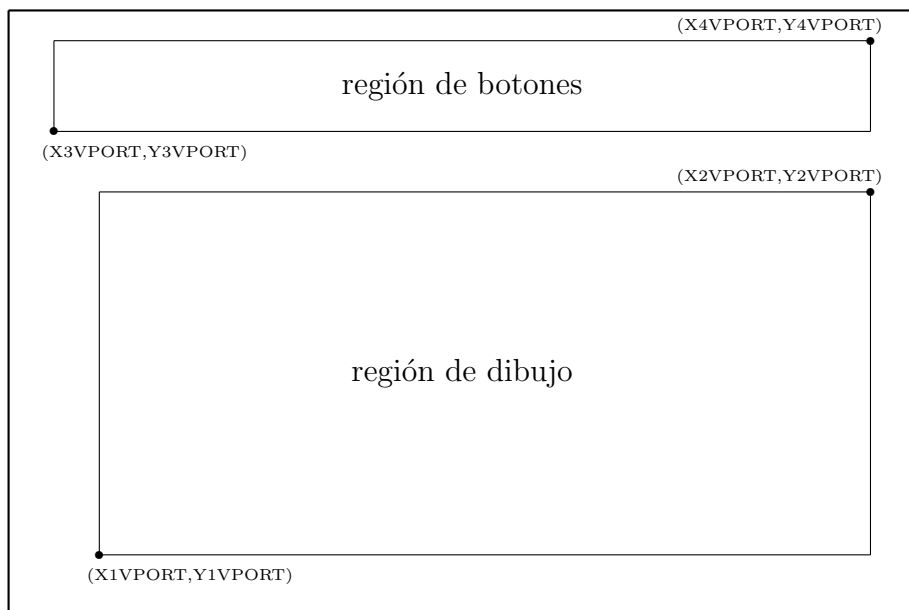 (X4VPORT,Y4VPORT)
región de botones
(X3VPORT,Y3VPORT)
(X2VPORT,Y2VPORT)
región de dibujo
(X1VPORT,Y1VPORT)